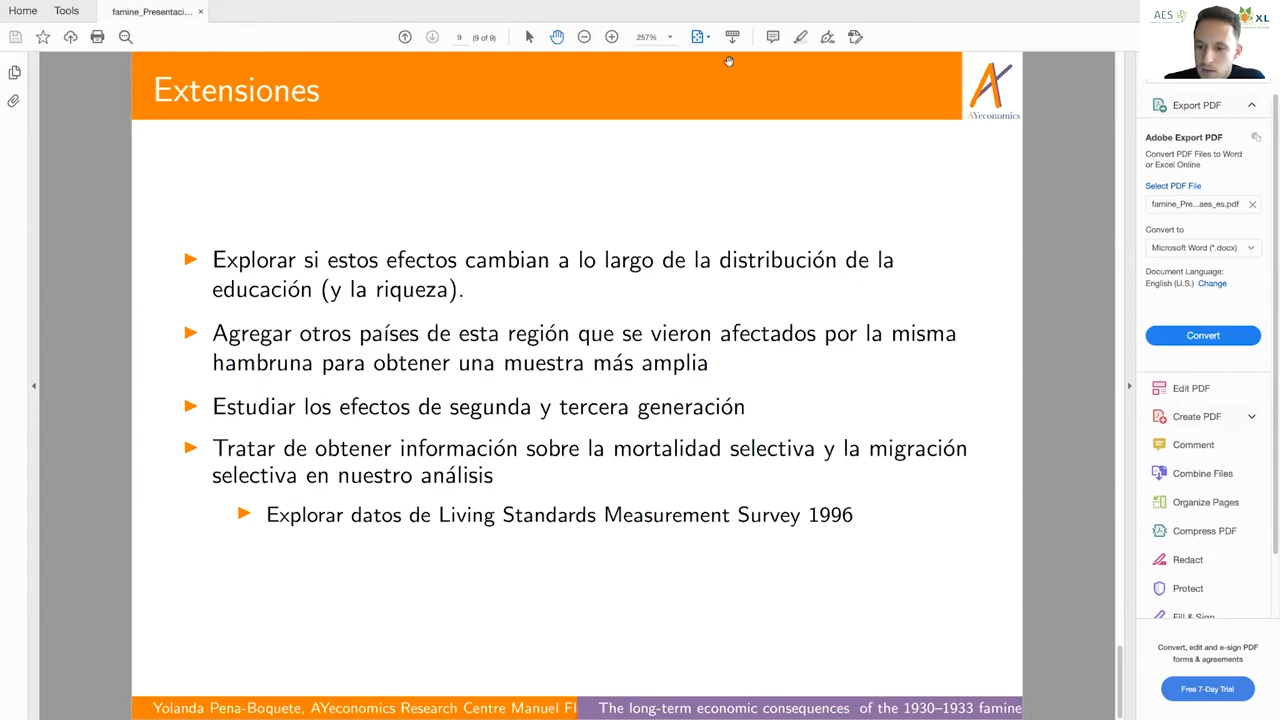 Home
Tools
famine_Presentaci...
×
AES
XL
9
(9 of 9)
257%
Extensiones
AYeconomics
Explorar si estos efectos cambian a lo largo de la distribución de la
educación (y la riqueza).
Agregar otros países de esta región que se vieron afectados por la misma
hambruna para obtener una muestra más amplia
Estudiar los efectos de segunda y tercera generación
Tratar de obtener información sobre la mortalidad selectiva y la migración
selectiva en nuestro análisis
Explorar datos de Living Standards Measurement Survey 1996
Yolanda Pena-Boquete, AYeconomics Research Centre Manuel Fl
The long-term economic consequences of the 1930–1933 famine
Export PDF
Adobe Export PDF
Convert PDF Files to Word
or Excel Online
Select PDF File
famine_Pre...aes_es.pdf
Convert to
Microsoft Word (*.docx)
Document Language:
English (U.S.) Change
Convert
Edit PDF
Create PDF
Comment
Combine Files
Organize Pages
Compress PDF
Redact
Protect
Fill & Sign
Convert, edit and e-sign PDF
forms & agreements
Free 7-Day Trial